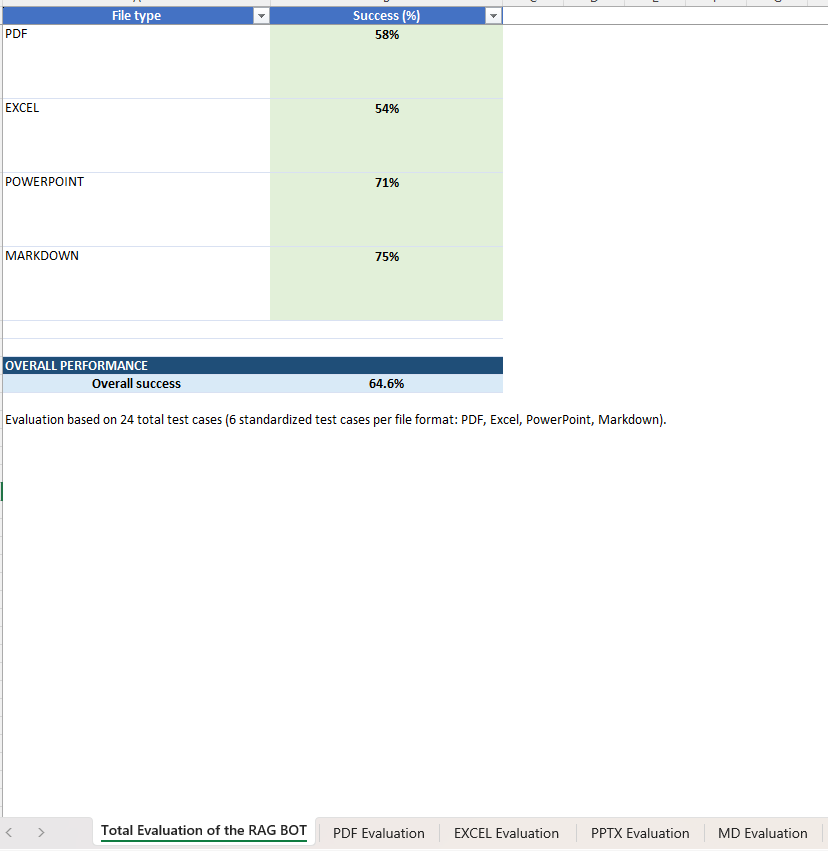 File type Success (%)
PDF 58%
EXCEL 54%
POWERPOINT 71%
MARKDOWN 75%
OVERALL PERFORMANCE
Overall success 64.6%
Evaluation based on 24 total test cases (6 standardized test cases per file format: PDF, Excel, PowerPoint, Markdown).
Total Evaluation of the RAG BOT PDF Evaluation EXCEL Evaluation PPTX Evaluation MD Evaluation